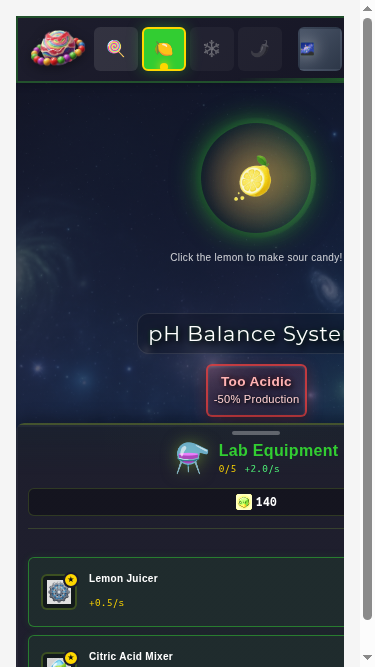 Click the lemon to make sour candy!
pH Balance Syste
Too Acidic
-50% Production
Lab Equipment
0/5 +2.0/s
140
Lemon Juicer
+0.5/s
Citric Acid Mixer